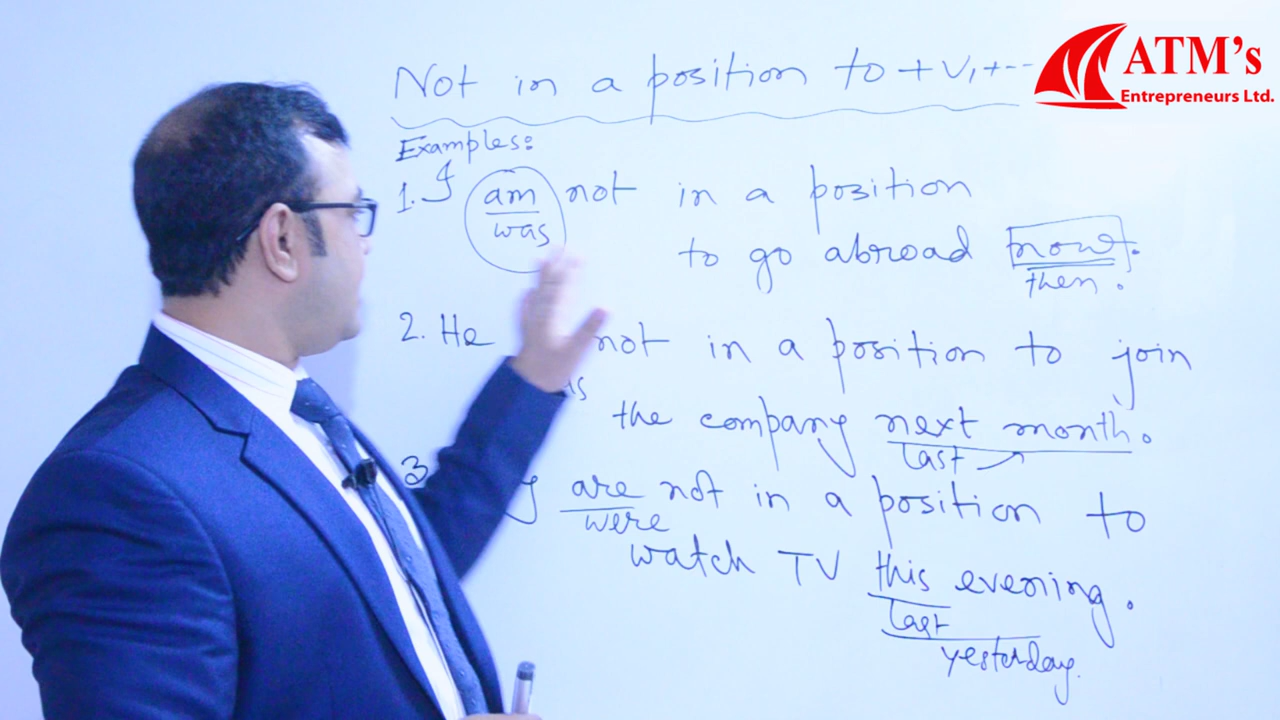 ATM's
Entrepreneurs Ltd.
Not in a position to + V1 + ---
Examples:
1. I am not in a position
was
to go abroad now.
then.
2. He not in a position to join
the company next month.
last
3. are not in a position to
were
watch TV this evening.
last
yesterday.